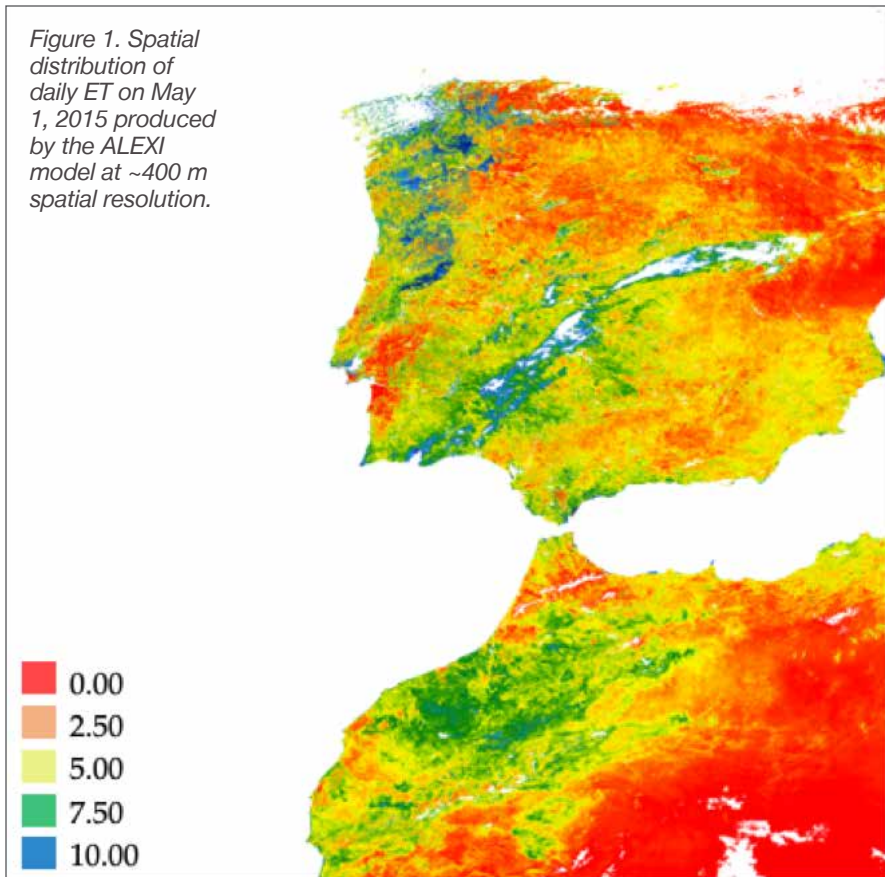 Figure 1. Spatial
distribution of
daily ET on May
1, 2015 produced
by the ALEXI
model at ~400 m
spatial resolution.
0.00
2.50
5.00
7.50
10.00